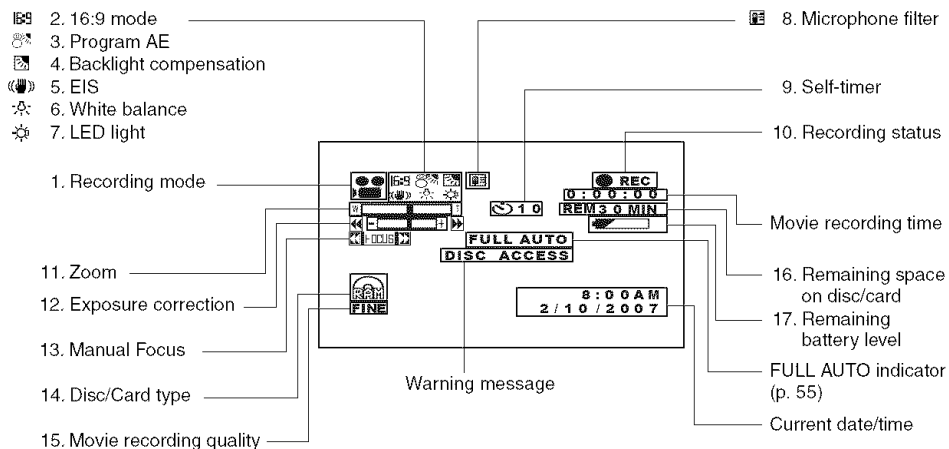 16:9 2. 16:9 mode
3. Program AE
4. Backlight compensation
5. EIS
6. White balance
7. LED light
8. Microphone filter
9. Self-timer
10. Recording status
1. Recording mode
16:9
REC
0:00:00
W T
10
REM 30 MIN
Movie recording time
- +
FOCUS
FULL AUTO
DISC ACCESS
11. Zoom
16. Remaining space
on disc/card
12. Exposure correction
RAM
FINE
8:00AM
2/10/2007
17. Remaining
battery level
13. Manual Focus
Warning message
FULL AUTO indicator
(p. 55)
14. Disc/Card type
Current date/time
15. Movie recording quality